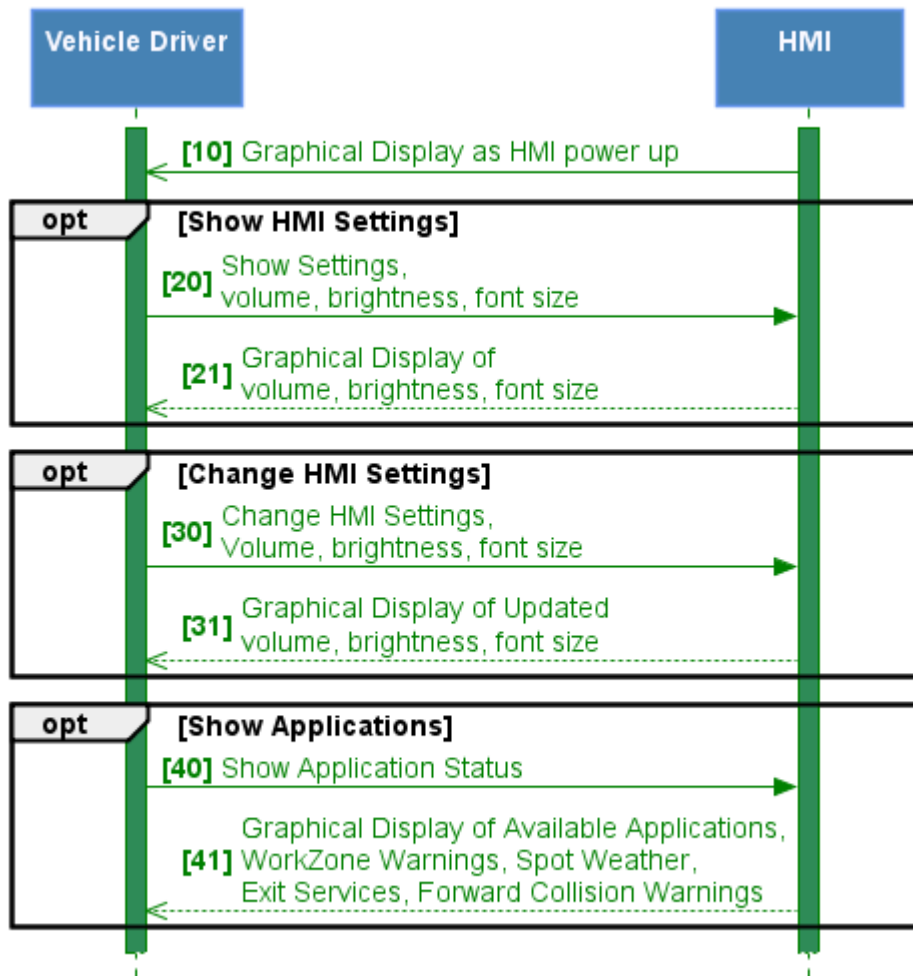 Vehicle Driver
HMI
[10] Graphical Display as HMI power up
opt [Show HMI Settings]
[20] Show Settings,
volume, brightness, font size
[21] Graphical Display of
volume, brightness, font size
opt [Change HMI Settings]
[30] Change HMI Settings,
Volume, brightness, font size
[31] Graphical Display of Updated
volume, brightness, font size
opt [Show Applications]
[40] Show Application Status
Graphical Display of Available Applications,
[41] WorkZone Warnings, Spot Weather,
Exit Services, Forward Collision Warnings